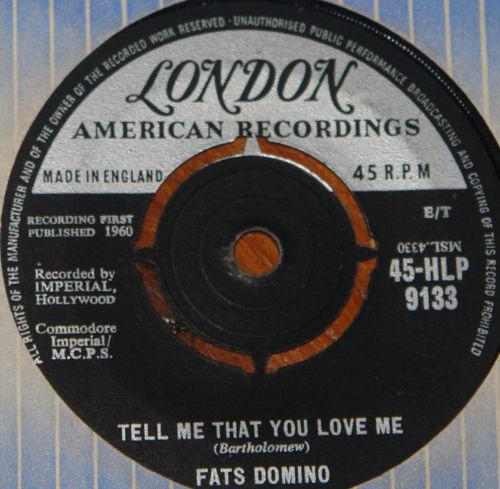 ALL RIGHTS OF THE MANUFACTURER AND OF THE OWNER OF THE RECORDED WORK RESERVED · UNAUTHORISED PUBLIC PERFORMANCE BROADCASTING AND COPYING OF THIS RECORD PROHIBITED
LONDON
AMERICAN RECORDINGS
MADE IN ENGLAND
45 R.P.M
RECORDING FIRST
PUBLISHED 1960
E/T
MSI.4330
Recorded by
IMPERIAL,
HOLLYWOOD
45-HLP
9133
Commodore
Imperial/
M.C.P.S.
TELL ME THAT YOU LOVE ME
(Bartholomew)
FATS DOMINO